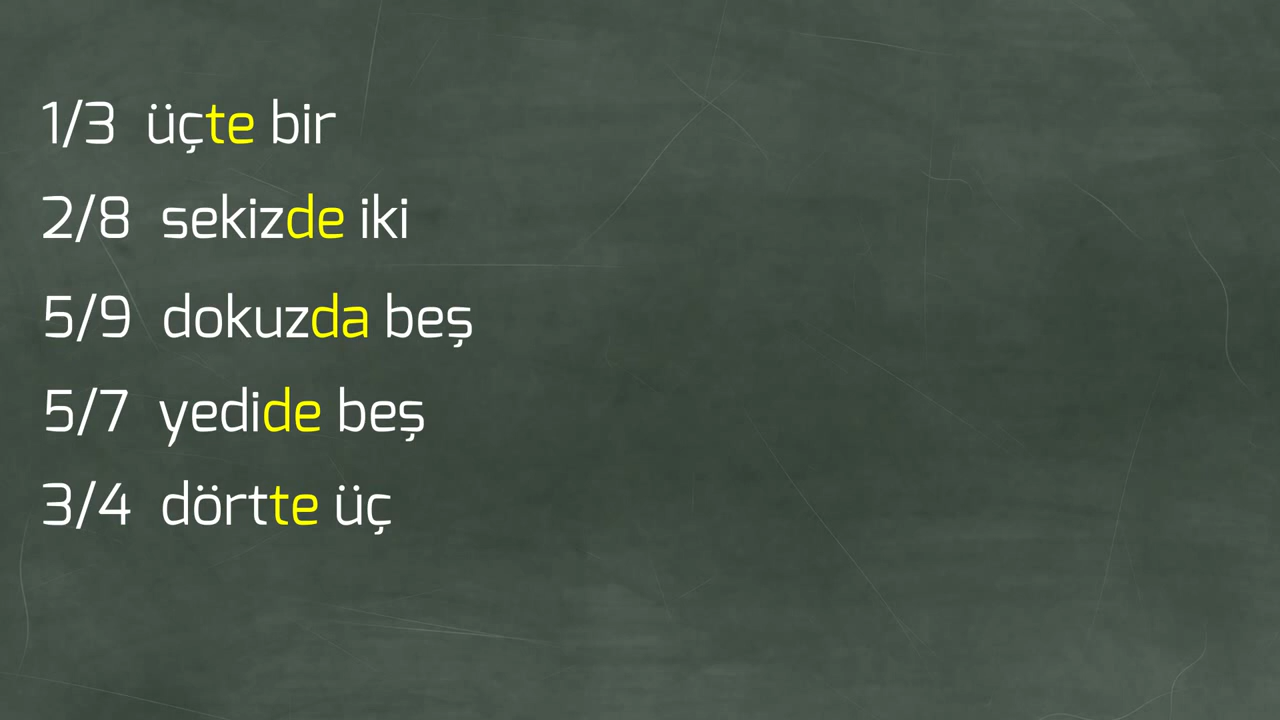 1/3 üçte bir
2/8 sekizde iki
5/9 dokuzda beş
5/7 yedide beş
3/4 dörtte üç